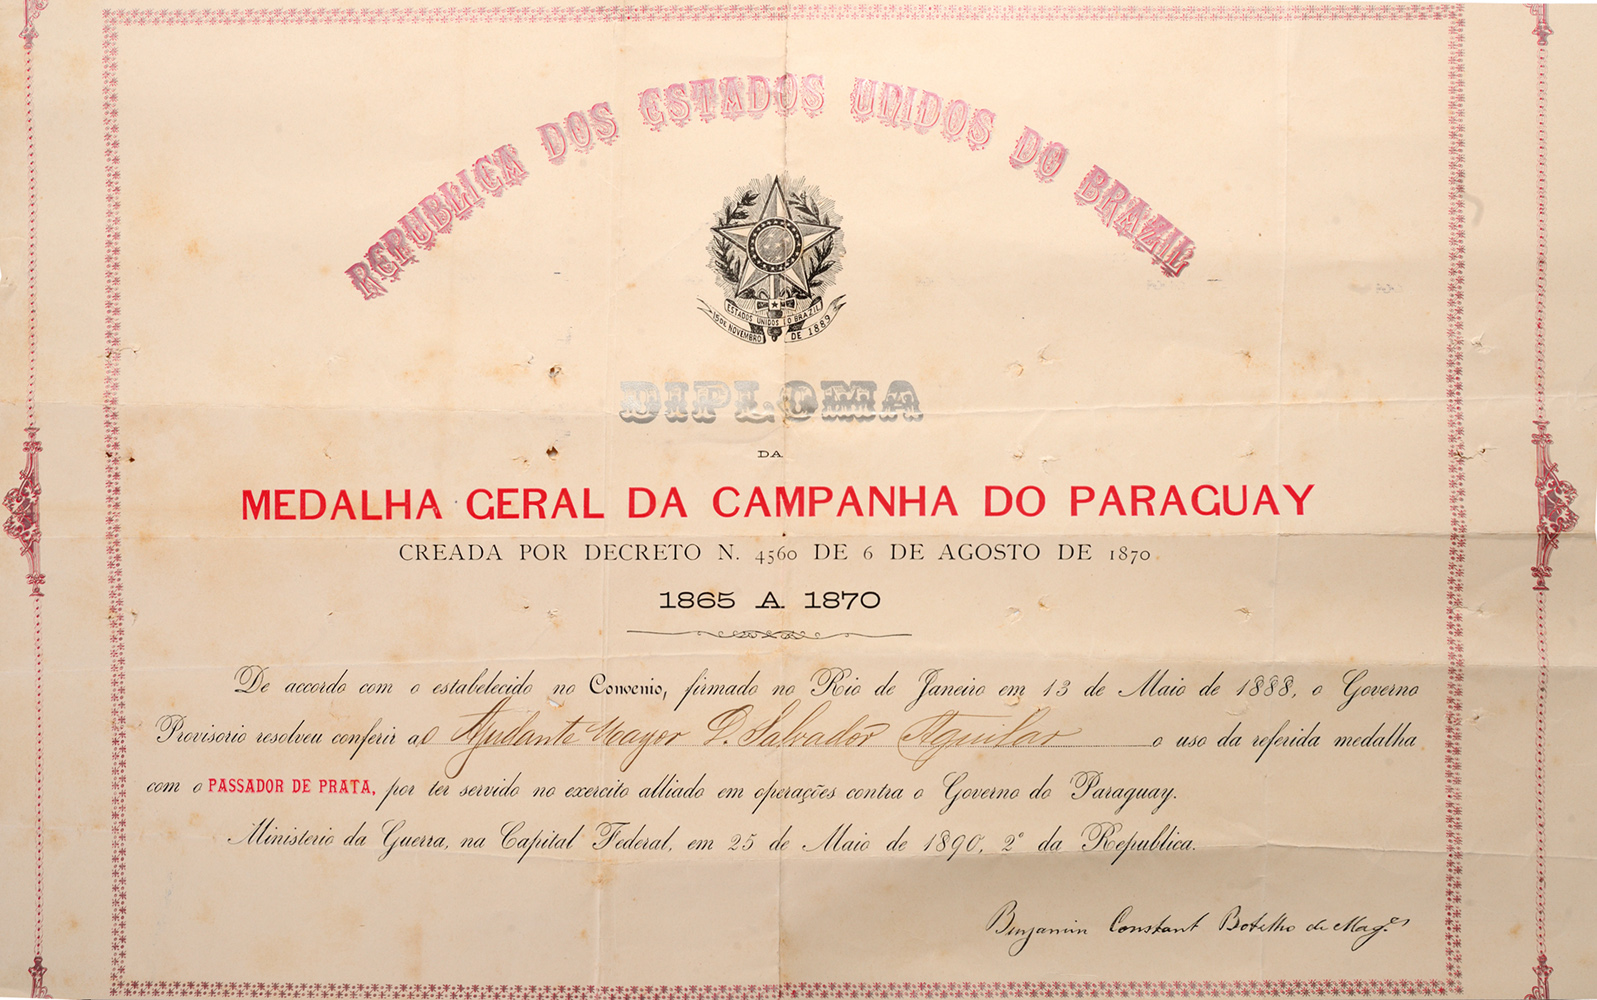 REPUBLICA DOS ESTADOS UNIDOS DO BRAZIL
ESTADOS UNIDOS DO BRAZIL
15 DE NOVEMBRO DE 1889
DIPLOMA
DA
MEDALHA GERAL DA CAMPANHA DO PARAGUAY
CREADA POR DECRETO N. 4560 DE 6 DE AGOSTO DE 1870
1865 A 1870
De accordo com o estabelecido no Convenio, firmado no Rio de Janeiro em 13 de Maio de 1888, o Governo
Provisorio resolveu conferir ao Ayudante Mayor D. Salvador Aguilar o uso da referida medalha
com o PASSADOR DE PRATA, por ter servido no exercito alliado em operações contra o Governo do Paraguay.
Ministerio da Guerra, na Capital Federal, em 25 de Maio de 1890, 2º da Republica.
Benjamin Constant Botelho de Mag.es